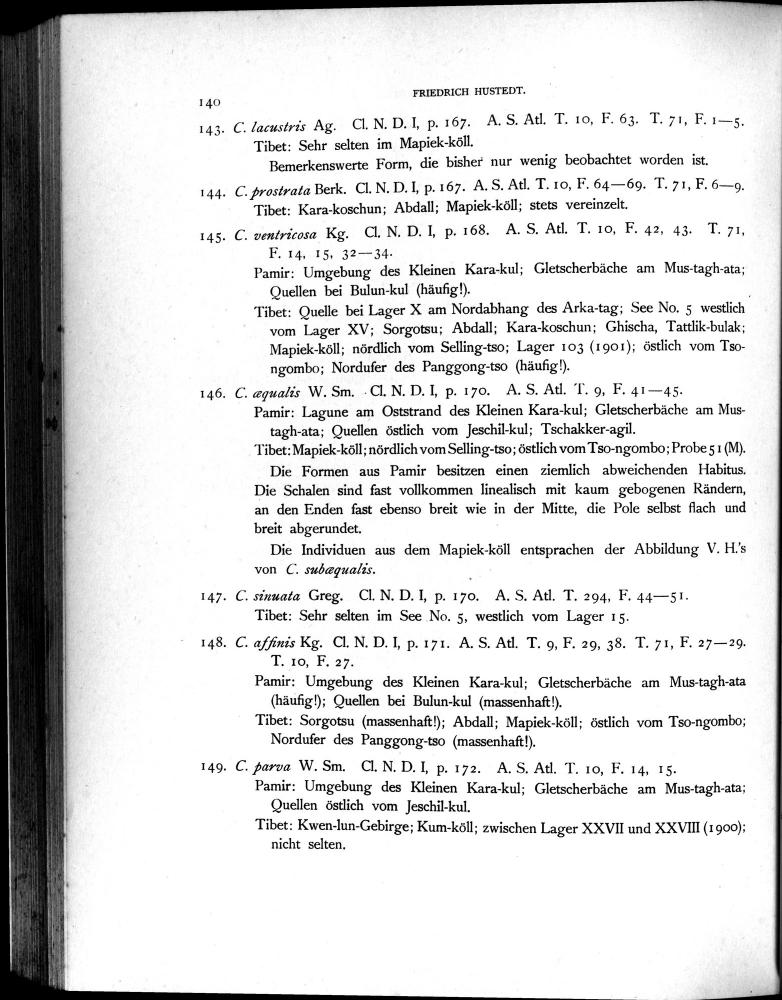 140
FRIEDRICH HUSTEDT.
143. C. lacustris Ag. Cl. N. D. I, p. 167. A. S. Atl. T. 10, F. 63. T. 71, F. 1—5.
Tibet: Sehr selten im Mapiek-köll.
Bemerkenswerte Form, die bisher nur wenig beobachtet worden ist.
144. C. prostrata Berk. Cl. N. D. I, p. 167. A. S. Atl. T. 10, F. 64—69. T. 71, F. 6—9.
Tibet: Kara-koschun; Abdall; Mapiek-köll; stets vereinzelt.
145. C. ventricosa Kg. Cl. N. D. I, p. 168. A. S. Atl. T. 10, F. 42, 43. T. 71,
F. 14, 15, 32—34.
Pamir: Umgebung des Kleinen Kara-kul; Gletscherbäche am Mus-tagh-ata;
Quellen bei Bulun-kul (häufig!).
Tibet: Quelle bei Lager X am Nordabhang des Arka-tag; See No. 5 westlich
vom Lager XV; Sorgotsu; Abdall; Kara-koschun; Ghischa, Tattlik-bulak;
Mapiek-köll; nördlich vom Selling-tso; Lager 103 (1901); östlich vom Tso-
ngombo; Nordufer des Panggong-tso (häufig!).
146. C. æqualis W. Sm. Cl. N. D. I, p. 170. A. S. Atl. T. 9, F. 41—45.
Pamir: Lagune am Oststrand des Kleinen Kara-kul; Gletscherbäche am Mus-
tagh-ata; Quellen östlich vom Jeschil-kul; Tschakker-agil.
Tibet: Mapiek-köll; nördlich vom Selling-tso; östlich vom Tso-ngombo; Probe 51 (M).
Die Formen aus Pamir besitzen einen ziemlich abweichenden Habitus.
Die Schalen sind fast vollkommen linealisch mit kaum gebogenen Rändern,
an den Enden fast ebenso breit wie in der Mitte, die Pole selbst flach und
breit abgerundet.
Die Individuen aus dem Mapiek-köll entsprachen der Abbildung V. H.'s
von C. subæqualis.
147. C. sinuata Greg. Cl. N. D. I, p. 170. A. S. Atl. T. 294, F. 44—51.
Tibet: Sehr selten im See No. 5, westlich vom Lager 15.
148. C. affinis Kg. Cl. N. D. I, p. 171. A. S. Atl. T. 9, F. 29, 38. T. 71, F. 27—29.
T. 10, F. 27.
Pamir: Umgebung des Kleinen Kara-kul; Gletscherbäche am Mus-tagh-ata
(häufig!); Quellen bei Bulun-kul (massenhaft!).
Tibet: Sorgotsu (massenhaft!); Abdall; Mapiek-köll; östlich vom Tso-ngombo;
Nordufer des Panggong-tso (massenhaft!).
149. C. parva W. Sm. Cl. N. D. I, p. 172. A. S. Atl. T. 10, F. 14, 15.
Pamir: Umgebung des Kleinen Kara-kul; Gletscherbäche am Mus-tagh-ata;
Quellen östlich vom Jeschil-kul.
Tibet: Kwen-lun-Gebirge; Kum-köll; zwischen Lager XXVII und XXVIII (1900);
nicht selten.